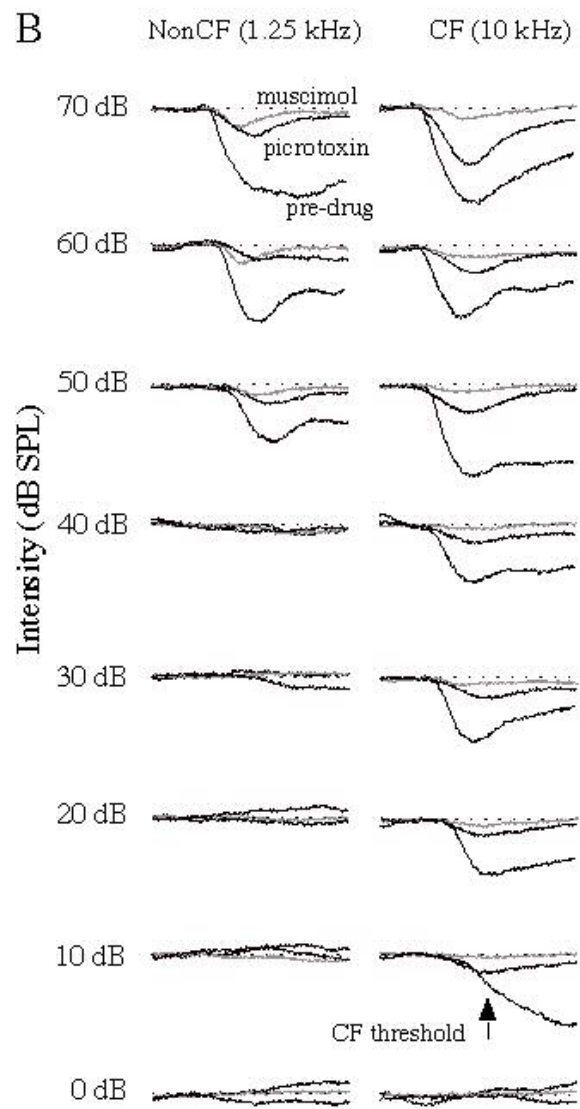 B
NonCF (1.25 kHz) CF (10 kHz)
70 dB
muscimol
picrotoxin
pre-drug
60 dB
50 dB
Intensity (dB SPL)
40 dB
30 dB
20 dB
10 dB
CF threshold
0 dB